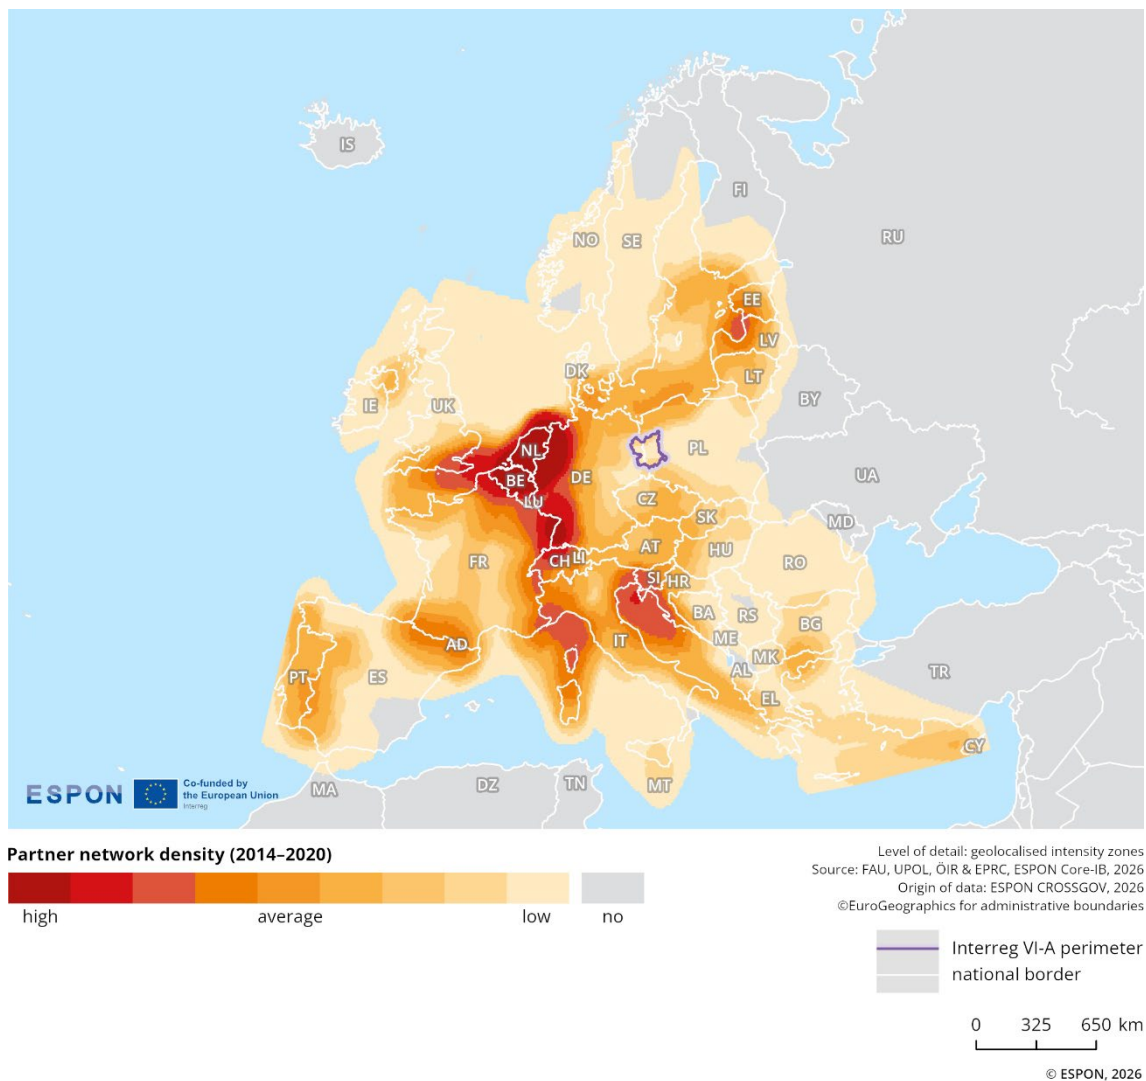 IS
FI
NO
SE
RU
EE
LV
DK
LT
IE
UK
BY
NL
PL
BE
DE
UA
LU
CZ
SK
MD
FR
CH
LI
AT
HU
RO
SI
HR
BA
RS
AD
IT
ME
BG
PT
ES
AL
MK
TR
EL
CY
MA
DZ
TN
MT
ESPON
Co-funded by
the European Union
Interreg
Partner network density (2014–2020)
high
average
low
no
Level of detail: geolocalised intensity zones
Source: FAU, UPOL, ÖIR & EPRC, ESPON Core-IB, 2026
Origin of data: ESPON CROSSGOV, 2026
©EuroGeographics for administrative boundaries
Interreg VI-A perimeter
national border
0 325 650 km
© ESPON, 2026